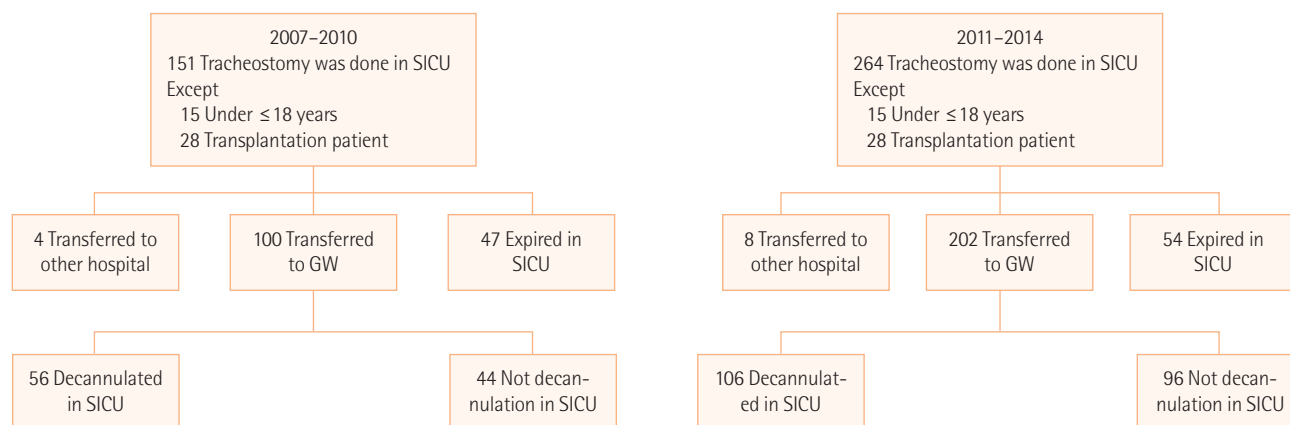 2007–2010
151 Tracheostomy was done in SICU
Except
15 Under ≤18 years
28 Transplantation patient
4 Transferred to
other hospital
100 Transferred
to GW
47 Expired in
SICU
56 Decannulated
in SICU
44 Not decan-
nulation in SICU
2011–2014
264 Tracheostomy was done in SICU
Except
15 Under ≤18 years
28 Transplantation patient
8 Transferred to
other hospital
202 Transferred
to GW
54 Expired in
SICU
106 Decannulat-
ed in SICU
96 Not decan-
nulation in SICU